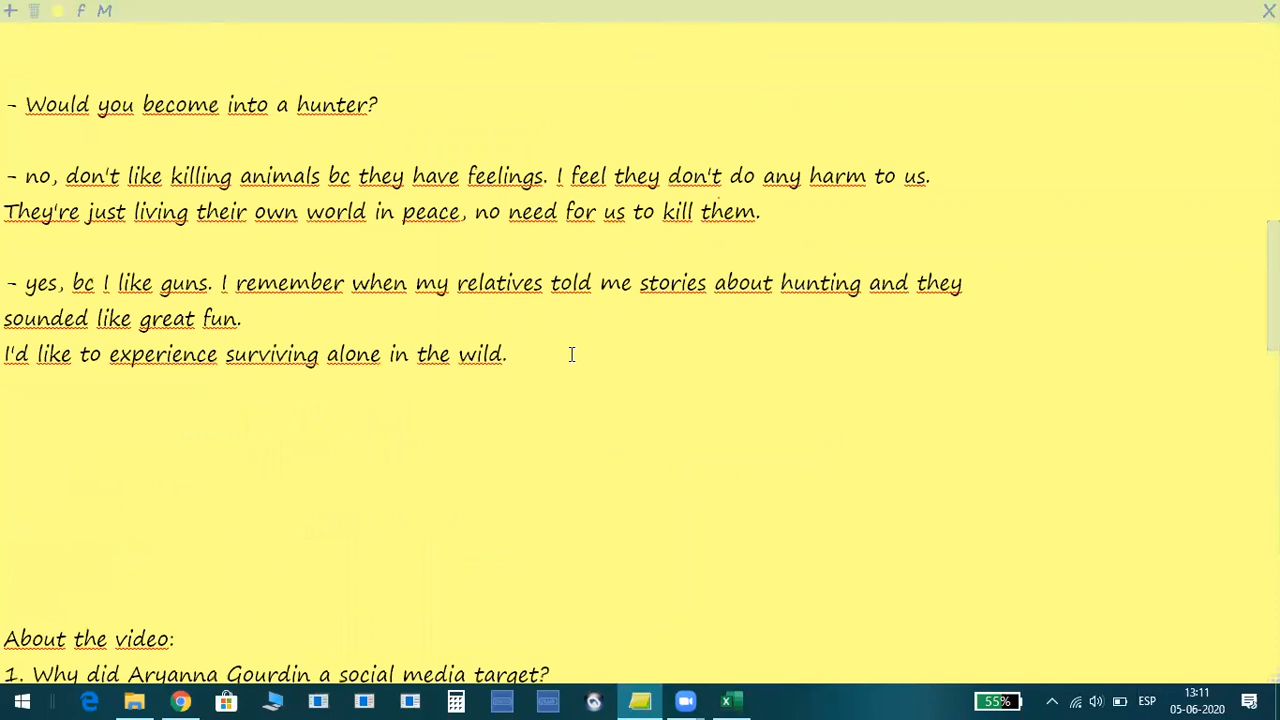 + F M X
- Would you become into a hunter?
- no, don't like killing animals bc they have feelings. I feel they don't do any harm to us.
They're just living their own world in peace, no need for us to kill them.
- yes, bc I like guns. I remember when my relatives told me stories about hunting and they
sounded like great fun.
I'd like to experience surviving alone in the wild.
About the video:
1. Why did Aryanna Gourdin a social media target?
55%
ESP
13:11
05-06-2020